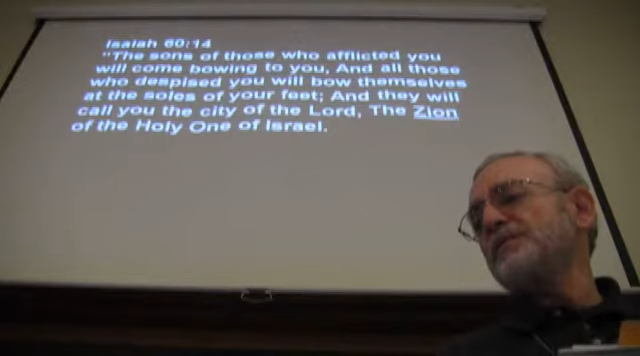 Isaiah 60:14
"The sons of those who afflicted you
will come bowing to you, And all those
who despised you will bow themselves
at the soles of your feet; And they will
call you the city of the Lord, The Zion
of the Holy One of Israel.